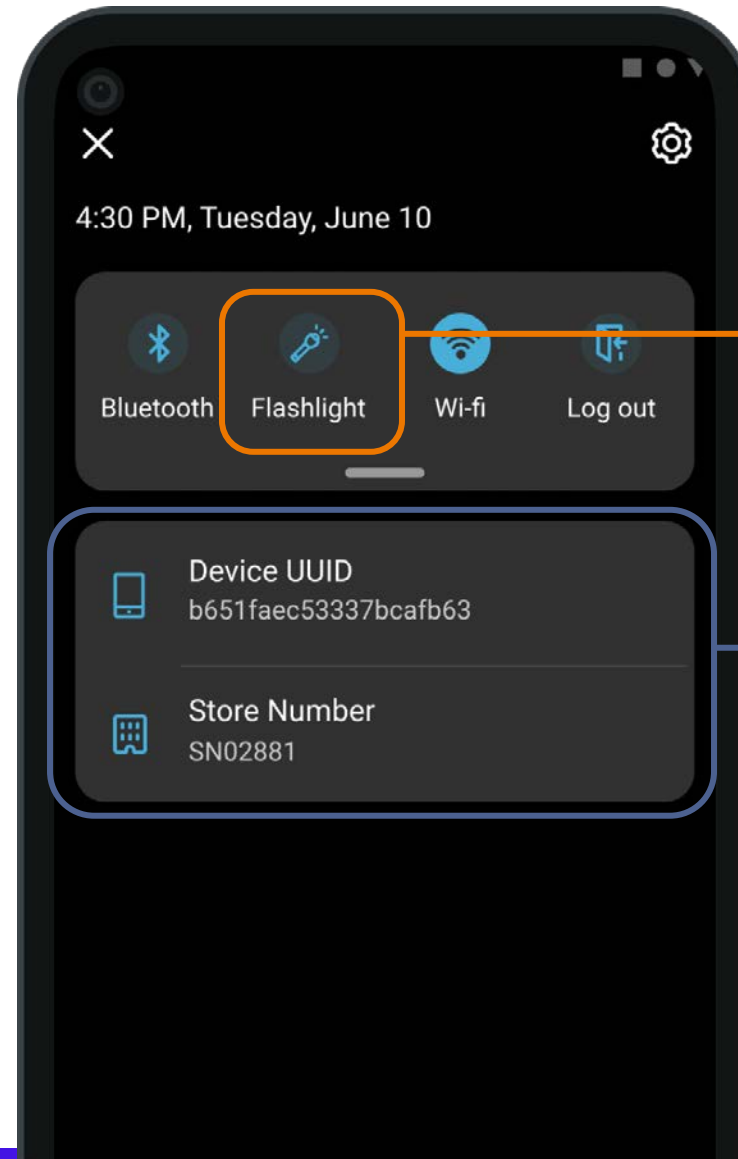 4:30 PM, Tuesday, June 10
Bluetooth Flashlight Wi-fi Log out
Device UUID
b651faec53337bcafb63
Store Number
SN02881